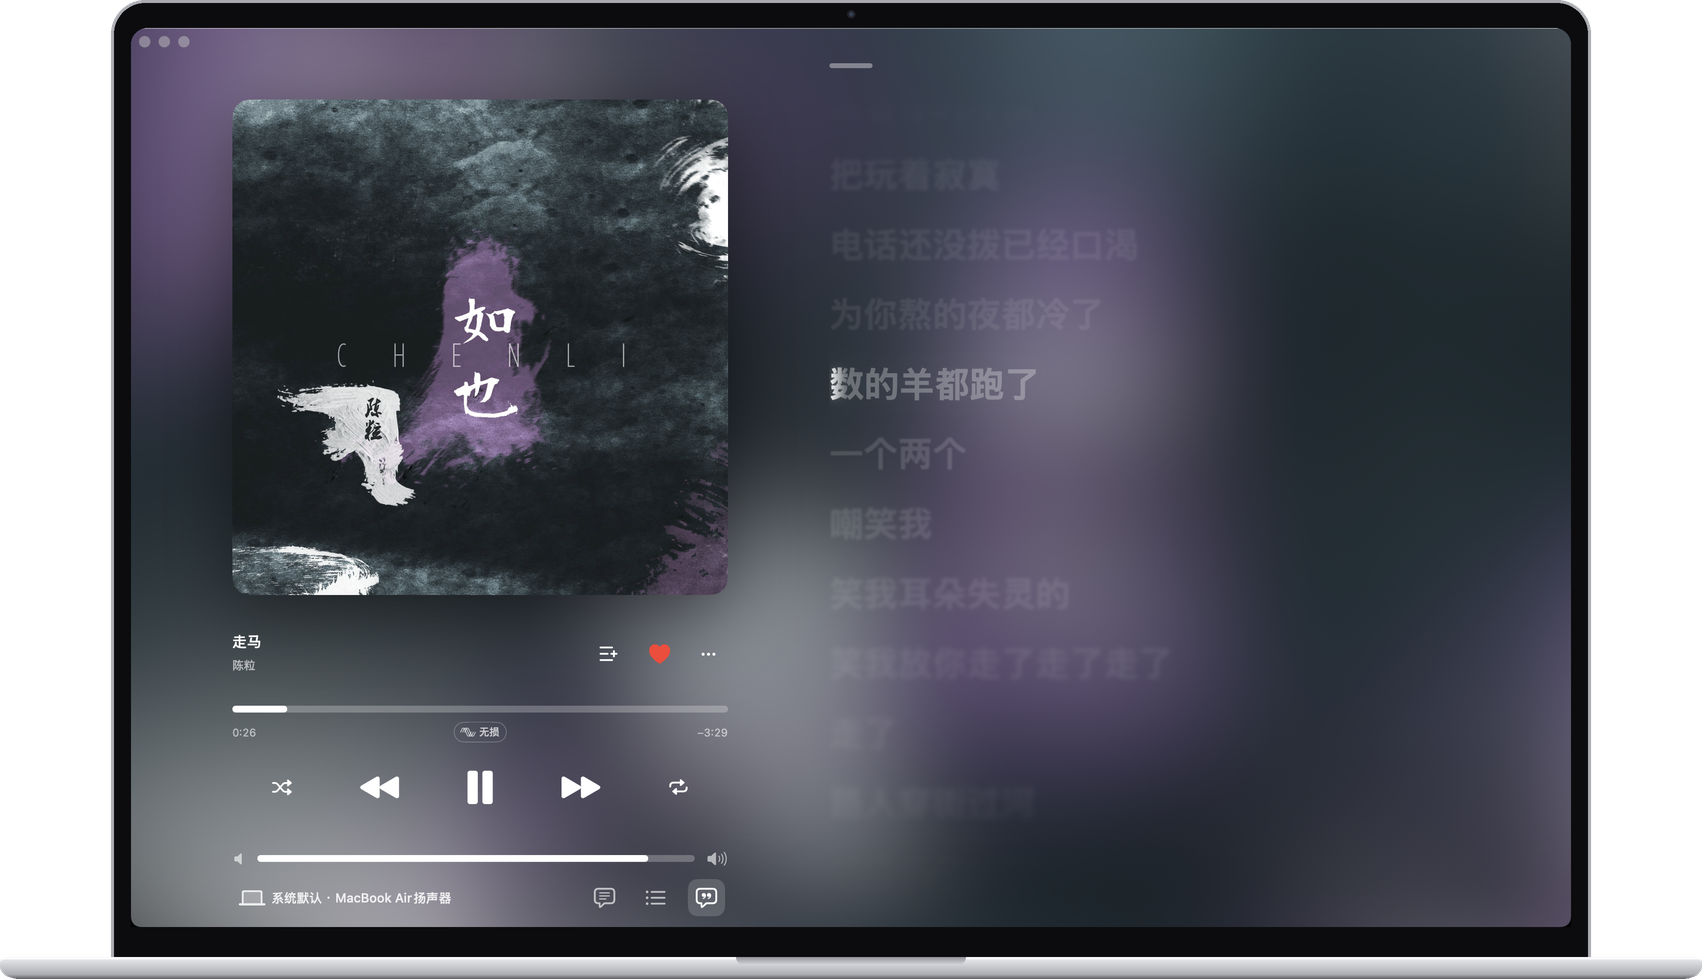 如
CHENLI
也
陈粒
走马
陈粒
0:26
无损
–3:29
系统默认 · MacBook Air扬声器
把玩着寂寞
电话还没拨已经口渴
为你熬的夜都冷了
数的羊都跑了
一个两个
嘲笑我
笑我耳朵失灵的
笑我放你走了走了走了
走了